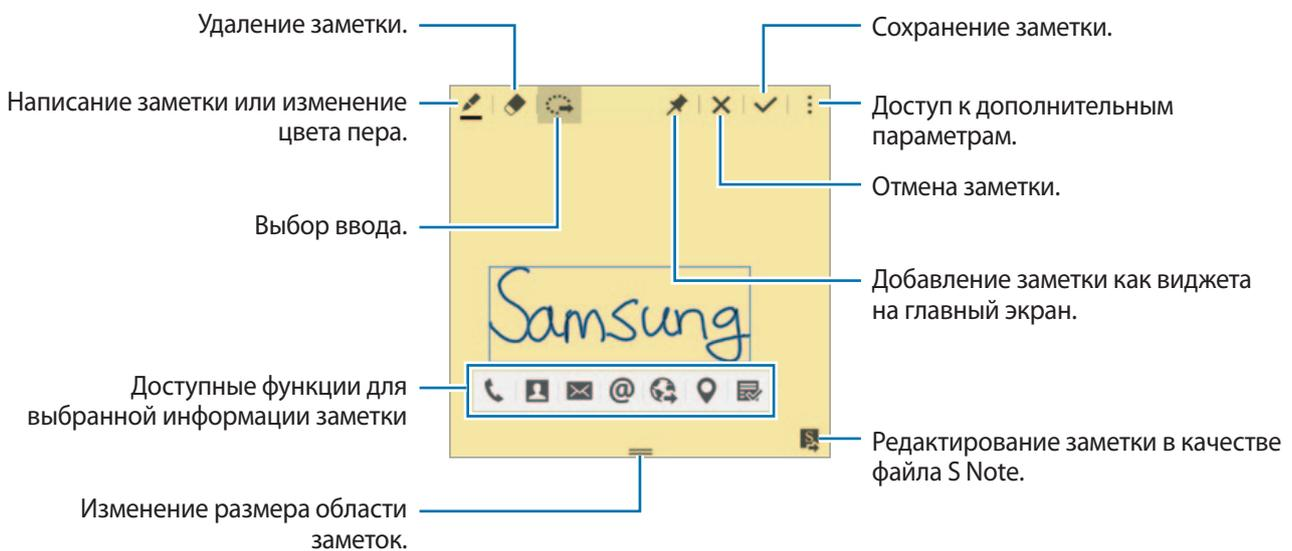 Удаление заметки.
Написание заметки или изменение
цвета пера.
Выбор ввода.
Доступные функции для
выбранной информации заметки
Изменение размера области
заметок.
Samsung
Сохранение заметки.
Доступ к дополнительным
параметрам.
Отмена заметки.
Добавление заметки как виджета
на главный экран.
Редактирование заметки в качестве
файла S Note.